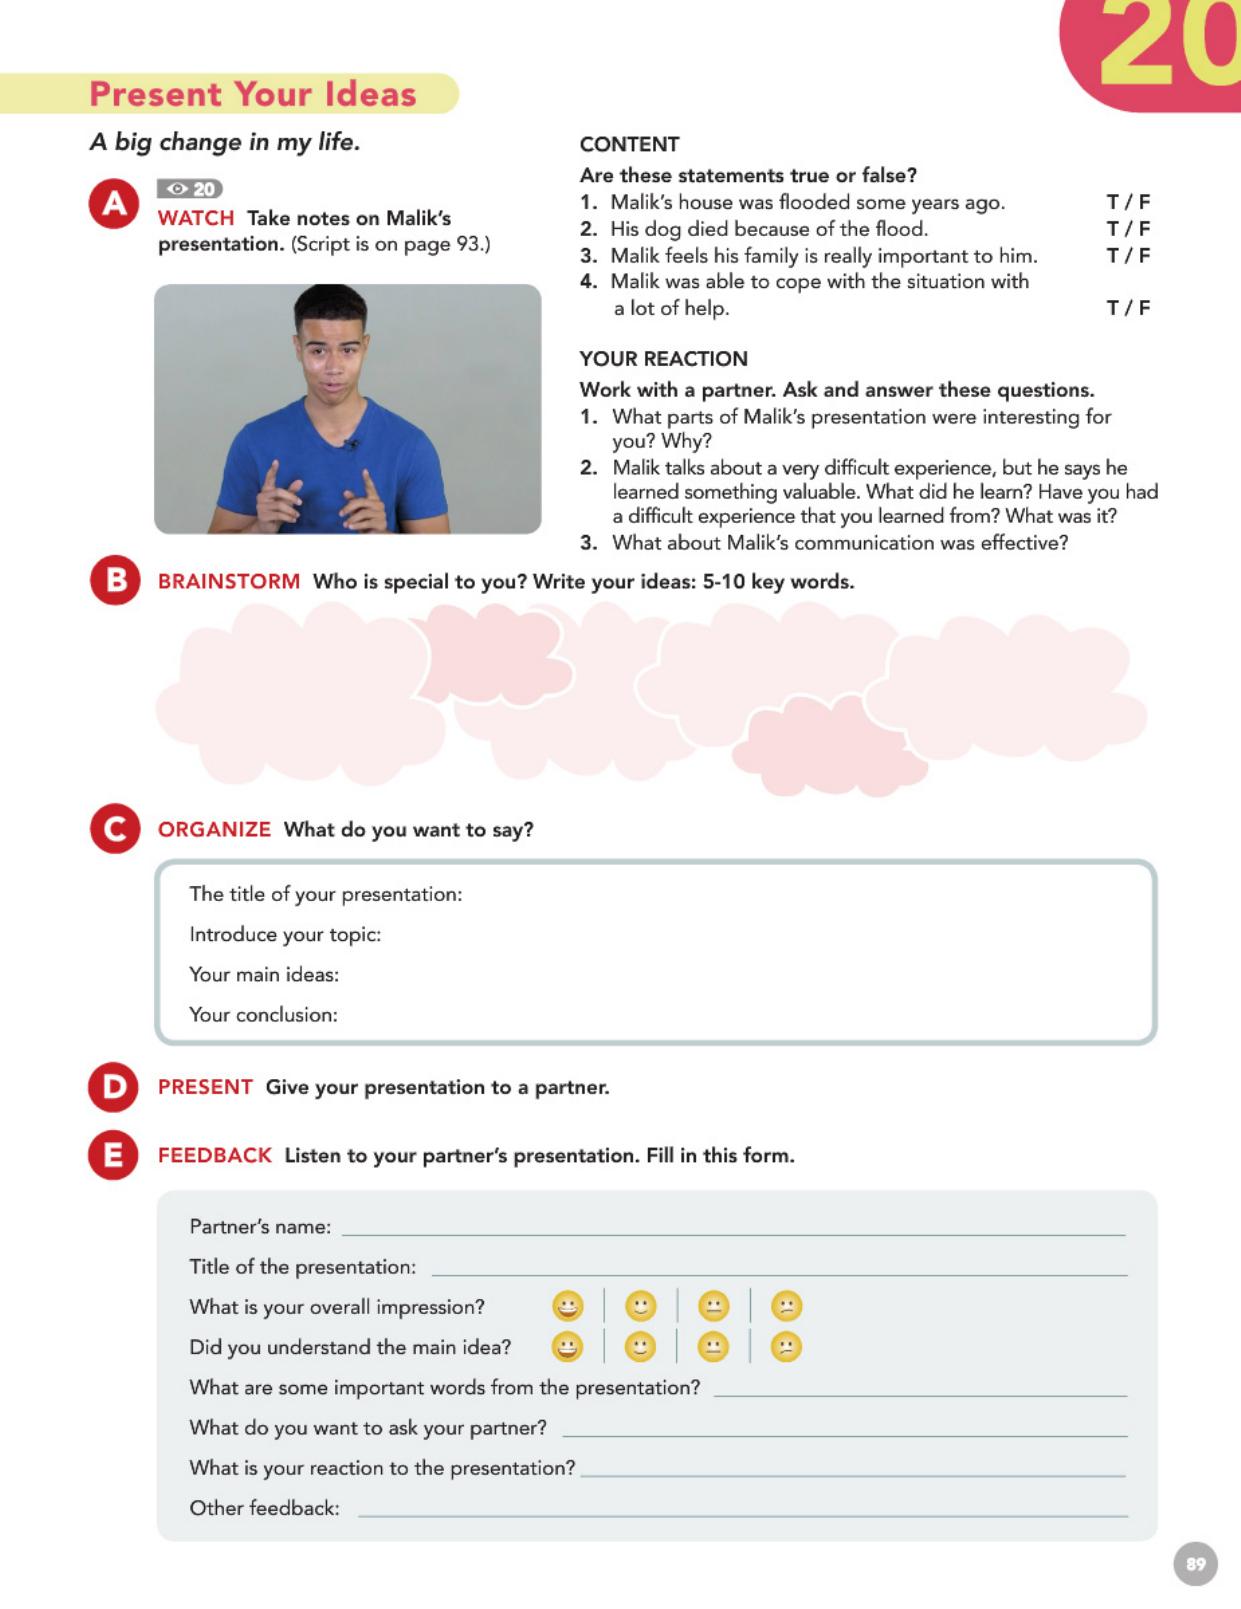 20
Present Your Ideas
A big change in my life.
A
20
WATCH Take notes on Malik's
presentation. (Script is on page 93.)
CONTENT
Are these statements true or false?
1. Malik's house was flooded some years ago. T / F
2. His dog died because of the flood. T / F
3. Malik feels his family is really important to him. T / F
4. Malik was able to cope with the situation with
a lot of help. T / F
YOUR REACTION
Work with a partner. Ask and answer these questions.
1. What parts of Malik's presentation were interesting for
you? Why?
2. Malik talks about a very difficult experience, but he says he
learned something valuable. What did he learn? Have you had
a difficult experience that you learned from? What was it?
3. What about Malik's communication was effective?
B
BRAINSTORM Who is special to you? Write your ideas: 5-10 key words.
C
ORGANIZE What do you want to say?
The title of your presentation:
Introduce your topic:
Your main ideas:
Your conclusion:
D
PRESENT Give your presentation to a partner.
E
FEEDBACK Listen to your partner's presentation. Fill in this form.
Partner's name:
Title of the presentation:
What is your overall impression?
Did you understand the main idea?
What are some important words from the presentation?
What do you want to ask your partner?
What is your reaction to the presentation?
Other feedback:
89